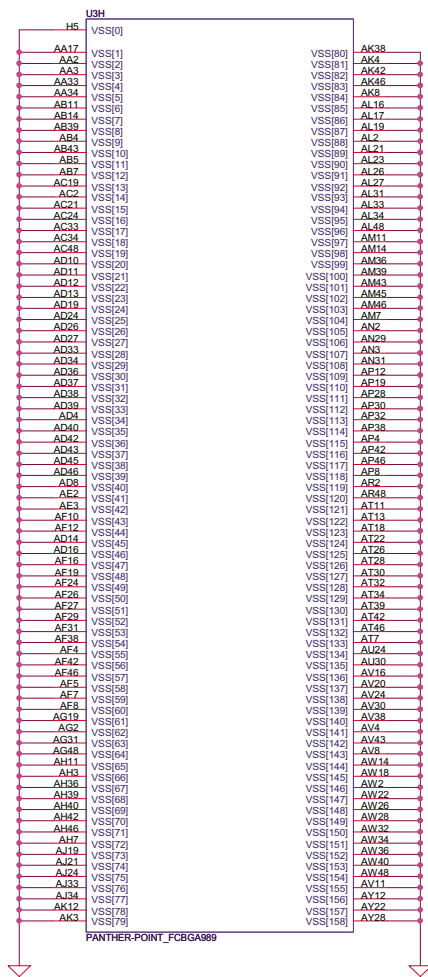 U3H
H5 VSS[0]
AA17 VSS[1] VSS[80] AK38
AA2 VSS[2] VSS[81] AK4
AA3 VSS[3] VSS[82] AK42
AA33 VSS[4] VSS[83] AK46
AA34 VSS[5] VSS[84] AK8
AB11 VSS[6] VSS[85] AL16
AB14 VSS[7] VSS[86] AL17
AB39 VSS[8] VSS[87] AL19
AB4 VSS[9] VSS[88] AL2
AB43 VSS[10] VSS[89] AL21
AB5 VSS[11] VSS[90] AL23
AB7 VSS[12] VSS[91] AL26
AC19 VSS[13] VSS[92] AL27
AC2 VSS[14] VSS[93] AL31
AC21 VSS[15] VSS[94] AL33
AC24 VSS[16] VSS[95] AL34
AC33 VSS[17] VSS[96] AL48
AC34 VSS[18] VSS[97] AM11
AC48 VSS[19] VSS[98] AM14
AD10 VSS[20] VSS[99] AM36
AD11 VSS[21] VSS[100] AM39
AD12 VSS[22] VSS[101] AM43
AD13 VSS[23] VSS[102] AM45
AD19 VSS[24] VSS[103] AM46
AD24 VSS[25] VSS[104] AM7
AD26 VSS[26] VSS[105] AN2
AD27 VSS[27] VSS[106] AN29
AD33 VSS[28] VSS[107] AN3
AD34 VSS[29] VSS[108] AN31
AD36 VSS[30] VSS[109] AP12
AD37 VSS[31] VSS[110] AP19
AD38 VSS[32] VSS[111] AP28
AD39 VSS[33] VSS[112] AP30
AD4 VSS[34] VSS[113] AP32
AD40 VSS[35] VSS[114] AP38
AD42 VSS[36] VSS[115] AP4
AD43 VSS[37] VSS[116] AP42
AD45 VSS[38] VSS[117] AP46
AD46 VSS[39] VSS[118] AP8
AD8 VSS[40] VSS[119] AR2
AE2 VSS[41] VSS[120] AR48
AE3 VSS[42] VSS[121] AT11
AF10 VSS[43] VSS[122] AT13
AF12 VSS[44] VSS[123] AT18
AD14 VSS[45] VSS[124] AT22
AD16 VSS[46] VSS[125] AT26
AF16 VSS[47] VSS[126] AT28
AF19 VSS[48] VSS[127] AT30
AF24 VSS[49] VSS[128] AT32
AF26 VSS[50] VSS[129] AT34
AF27 VSS[51] VSS[130] AT39
AF29 VSS[52] VSS[131] AT42
AF31 VSS[53] VSS[132] AT46
AF38 VSS[54] VSS[133] AT7
AF4 VSS[55] VSS[134] AU24
AF42 VSS[56] VSS[135] AU30
AF46 VSS[57] VSS[136] AV16
AF5 VSS[58] VSS[137] AV20
AF7 VSS[59] VSS[138] AV24
AF8 VSS[60] VSS[139] AV30
AG19 VSS[61] VSS[140] AV38
AG2 VSS[62] VSS[141] AV4
AG31 VSS[63] VSS[142] AV43
AG48 VSS[64] VSS[143] AV8
AH11 VSS[65] VSS[144] AW14
AH3 VSS[66] VSS[145] AW18
AH36 VSS[67] VSS[146] AW2
AH39 VSS[68] VSS[147] AW22
AH40 VSS[69] VSS[148] AW26
AH42 VSS[70] VSS[149] AW28
AH46 VSS[71] VSS[150] AW32
AH7 VSS[72] VSS[151] AW34
AJ19 VSS[73] VSS[152] AW36
AJ21 VSS[74] VSS[153] AW40
AJ24 VSS[75] VSS[154] AW48
AJ33 VSS[76] VSS[155] AV11
AJ34 VSS[77] VSS[156] AY12
AK12 VSS[78] VSS[157] AY22
AK3 VSS[79] VSS[158] AY28
PANTHER-POINT_FCBGA989